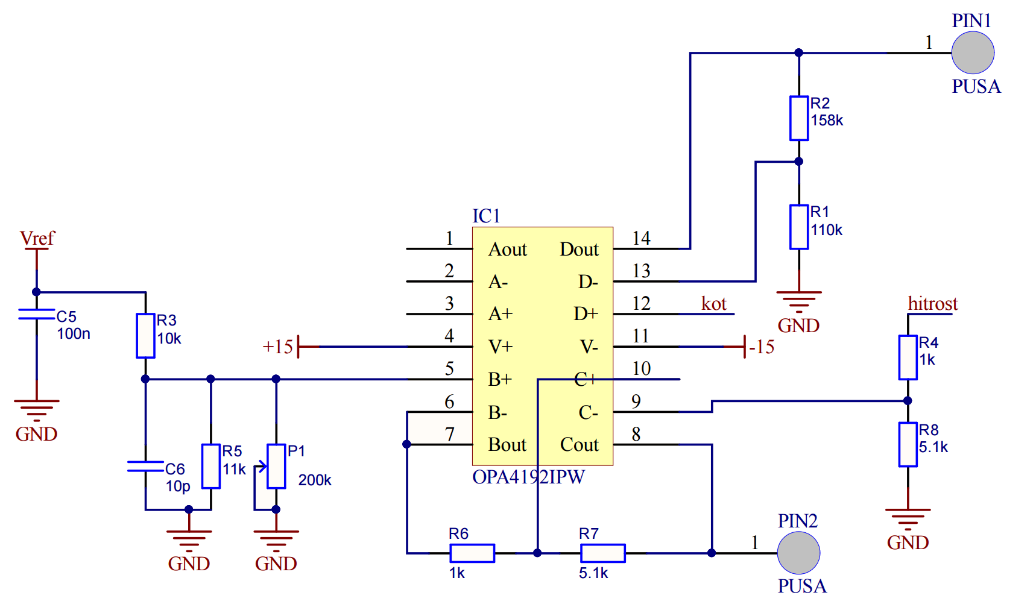 PIN1
1
PUSA
R2
158k
R1
110k
GND
IC1
1 Aout Dout 14
2 A- D- 13
3 A+ D+ 12 kot
+15 4 V+ V- 11 -15
5 B+ C+ 10
6 B- C- 9
7 Bout Cout 8
OPA4192IPW
Vref
C5
100n
GND
R3
10k
C6
10p
R5
11k
P1
200k
GND
GND
hitrost
R4
1k
R8
5.1k
GND
R6
1k
R7
5.1k
PIN2
1
PUSA